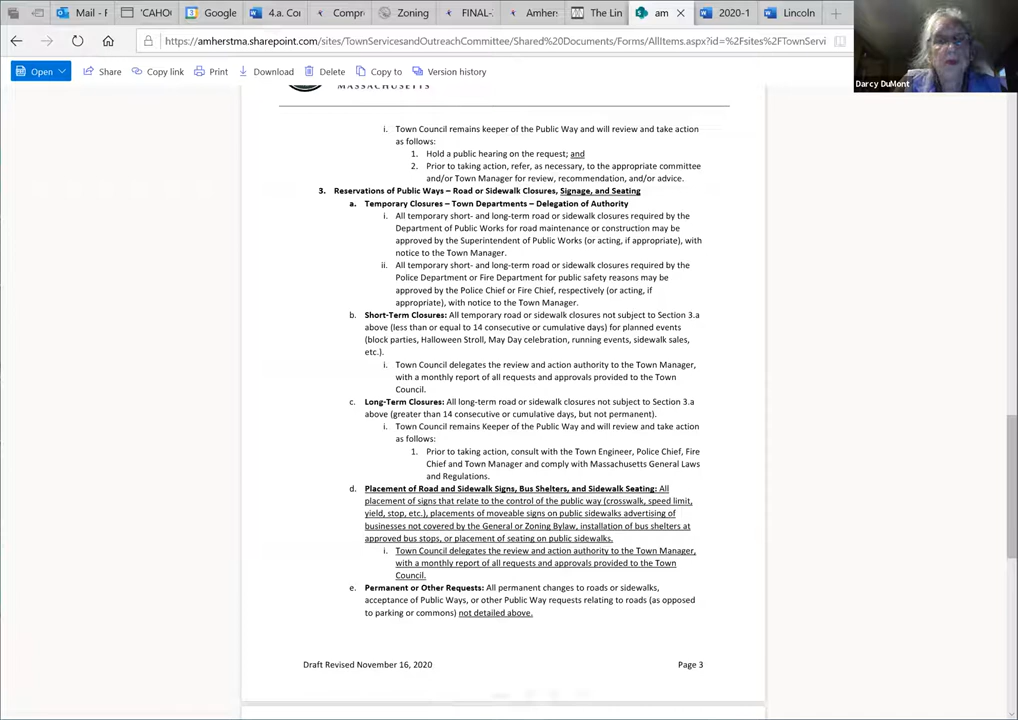 Mail - F
'CAHO
Google
4.a. Co
Compr
Zoning
FINAL-
Amhers
The Lin
am
2020-1
Lincoln
https://amherstma.sharepoint.com/sites/TownServicesandOutreachCommittee/Shared%20Documents/Forms/AllItems.aspx?id=%2Fsites%2FTownServi
Open
Share
Copy link
Print
Download
Delete
Copy to
Version history
Darcy DuMont
MASSACHUSETTS
i. Town Council remains keeper of the Public Way and will review and take action
as follows:
1. Hold a public hearing on the request; and
2. Prior to taking action, refer, as necessary, to the appropriate committee
and/or Town Manager for review, recommendation, and/or advice.
3. Reservations of Public Ways – Road or Sidewalk Closures, Signage, and Seating
a. Temporary Closures – Town Departments – Delegation of Authority
i. All temporary short- and long-term road or sidewalk closures required by the
Department of Public Works for road maintenance or construction may be
approved by the Superintendent of Public Works (or acting, if appropriate), with
notice to the Town Manager.
ii. All temporary short- and long-term road or sidewalk closures required by the
Police Department or Fire Department for public safety reasons may be
approved by the Police Chief or Fire Chief, respectively (or acting, if
appropriate), with notice to the Town Manager.
b. Short-Term Closures: All temporary road or sidewalk closures not subject to Section 3.a
above (less than or equal to 14 consecutive or cumulative days) for planned events
(block parties, Halloween Stroll, May Day celebration, running events, sidewalk sales,
etc.).
i. Town Council delegates the review and action authority to the Town Manager,
with a monthly report of all requests and approvals provided to the Town
Council.
c. Long-Term Closures: All long-term road or sidewalk closures not subject to Section 3.a
above (greater than 14 consecutive or cumulative days, but not permanent).
i. Town Council remains Keeper of the Public Way and will review and take action
as follows:
1. Prior to taking action, consult with the Town Engineer, Police Chief, Fire
Chief and Town Manager and comply with Massachusetts General Laws
and Regulations.
d. Placement of Road and Sidewalk Signs, Bus Shelters, and Sidewalk Seating: All
placement of signs that relate to the control of the public way (crosswalk, speed limit,
yield, stop, etc.), placements of moveable signs on public sidewalks advertising of
businesses not covered by the General or Zoning Bylaw, installation of bus shelters at
approved bus stops, or placement of seating on public sidewalks.
i. Town Council delegates the review and action authority to the Town Manager,
with a monthly report of all requests and approvals provided to the Town
Council.
e. Permanent or Other Requests: All permanent changes to roads or sidewalks,
acceptance of Public Ways, or other Public Way requests relating to roads (as opposed
to parking or commons) not detailed above.
Draft Revised November 16, 2020
Page 3